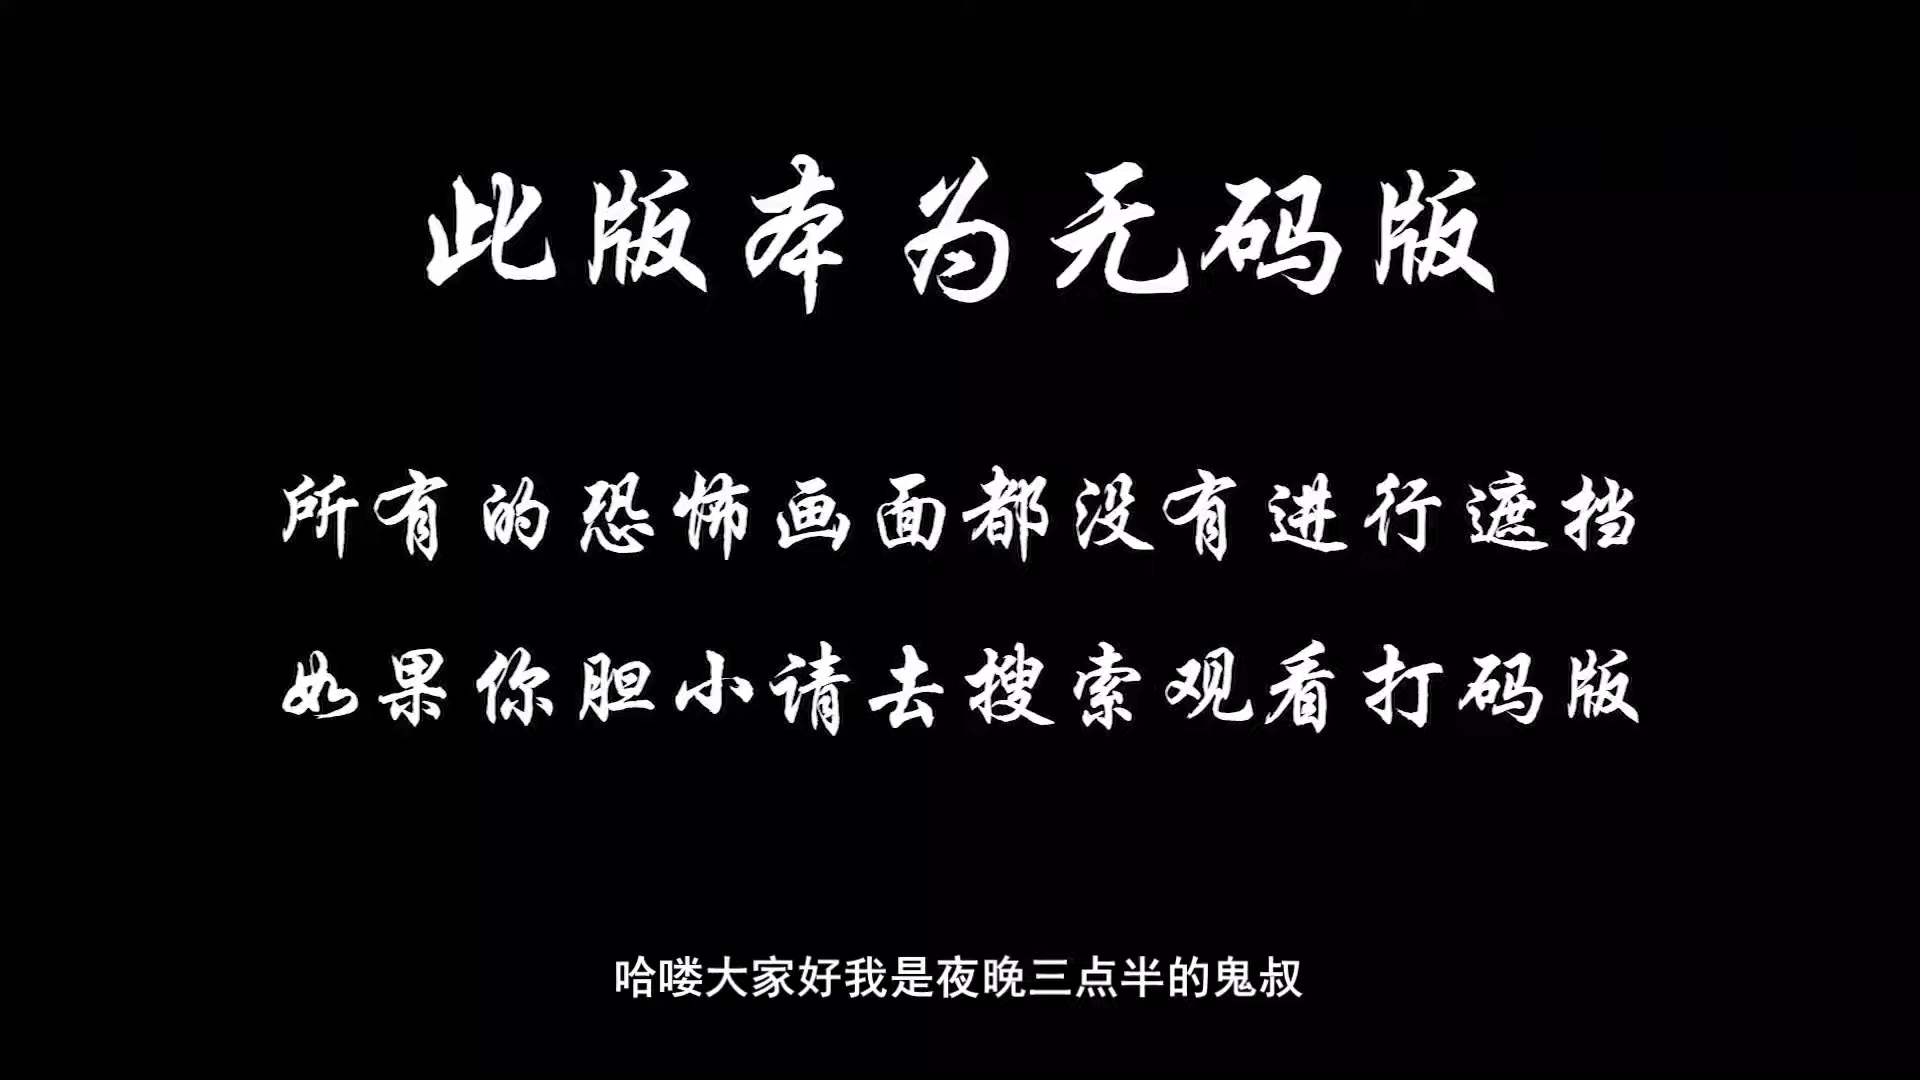 此版本为无码版
所有的恐怖画面都没有进行遮挡
如果你胆小请去搜索观看打码版
哈喽大家好我是夜晚三点半的鬼叔